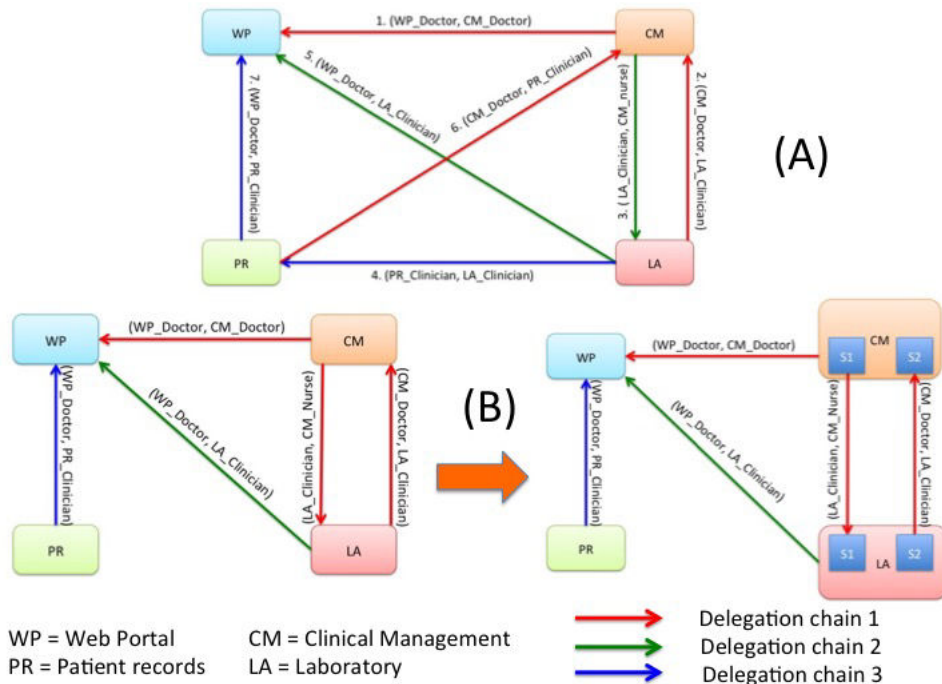 1. (WP_Doctor, CM_Doctor)
WP
CM
5. (WP_Doctor, LA_Clinician)
6. (CM_Doctor, PR_Clinician)
7. (WP_Doctor, PR_Clinician)
3. ( LA_Clinician, CM_nurse)
2. (CM_Doctor, LA_Clinician)
(A)
PR
LA
4. (PR_Clinician, LA_Clinician)
WP
(WP_Doctor, CM_Doctor)
CM
(WP_Doctor, PR_Clinician)
(WP_Doctor, LA_Clinician)
(LA_Clinician, CM_Nurse)
(CM_Doctor, LA_Clinician)
PR
LA
(B)
WP
(WP_Doctor, CM_Doctor)
S1
CM
S2
(WP_Doctor, PR_Clinician)
(WP_Doctor, LA_Clinician)
(LA_Clinician, CM_Nurse)
(CM_Doctor, LA_Clinician)
PR
S1
LA
S2
WP = Web Portal
CM = Clinical Management
PR = Patient records
LA = Laboratory
Delegation chain 1
Delegation chain 2
Delegation chain 3